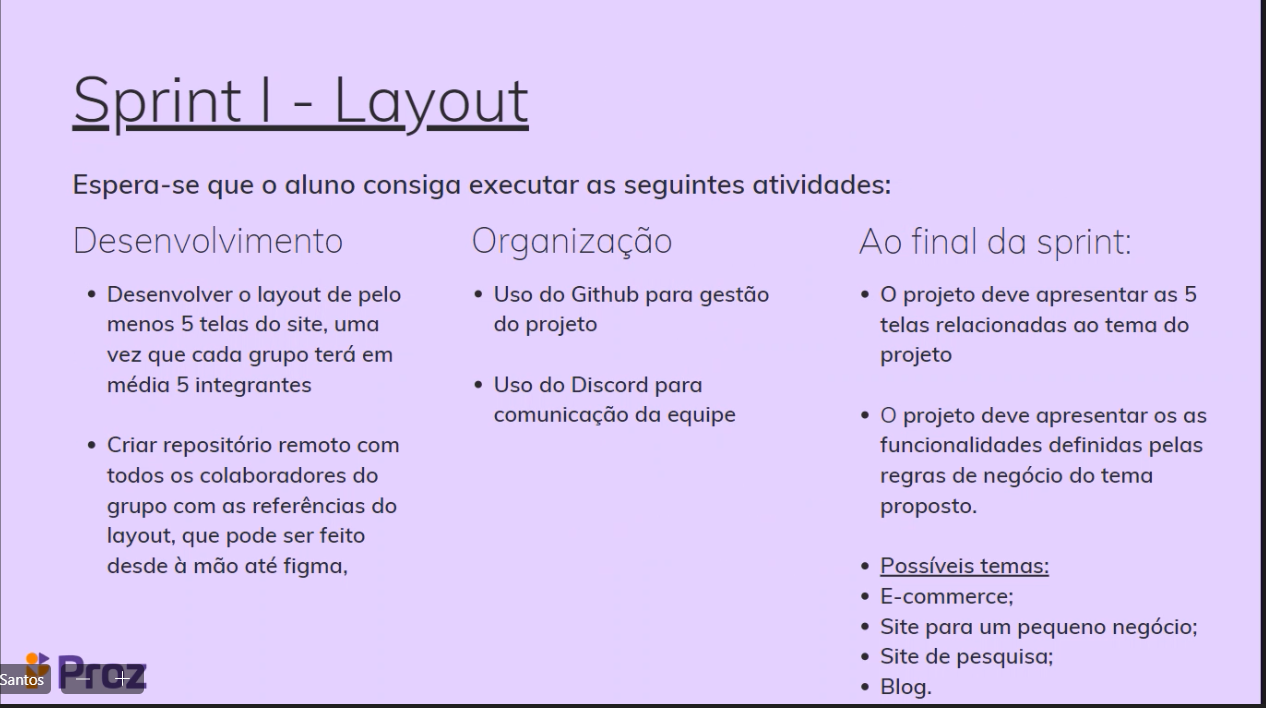 Sprint I - Layout
Espera-se que o aluno consiga executar as seguintes atividades:
Desenvolvimento
• Desenvolver o layout de pelo
menos 5 telas do site, uma
vez que cada grupo terá em
média 5 integrantes
• Criar repositório remoto com
todos os colaboradores do
grupo com as referências do
layout, que pode ser feito
desde à mão até figma,
Organização
• Uso do Github para gestão
do projeto
• Uso do Discord para
comunicação da equipe
Ao final da sprint:
• O projeto deve apresentar as 5
telas relacionadas ao tema do
projeto
• O projeto deve apresentar os as
funcionalidades definidas pelas
regras de negócio do tema
proposto.
• Possíveis temas:
• E-commerce;
• Site para um pequeno negócio;
• Site de pesquisa;
• Blog.
Proz
Santos